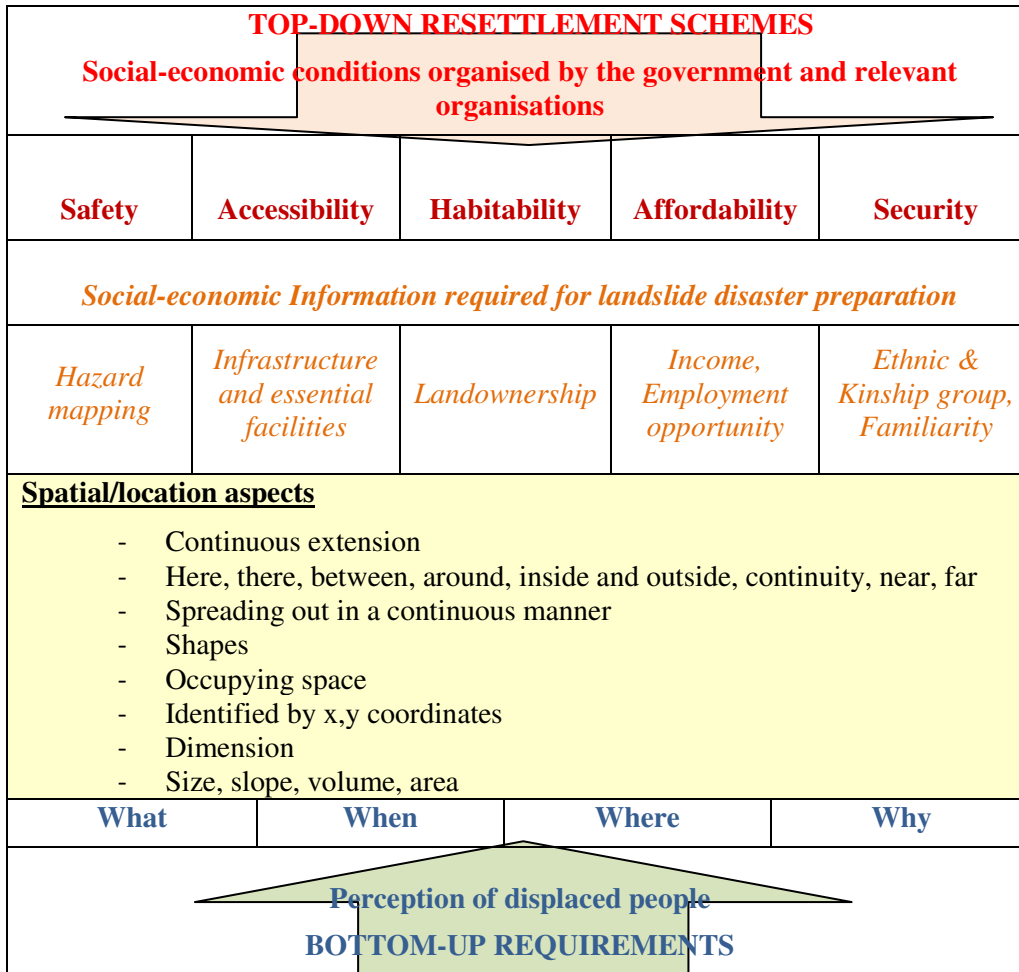 TOP-DOWN RESETTLEMENT SCHEMES
Social-economic conditions organised by the government and relevant
organisations
Safety
Accessibility
Habitability
Affordability
Security
Social-economic Information required for landslide disaster preparation
Hazard
mapping
Infrastructure
and essential
facilities
Landownership
Income,
Employment
opportunity
Ethnic &
Kinship group,
Familiarity
Spatial/location aspects
- Continuous extension
- Here, there, between, around, inside and outside, continuity, near, far
- Spreading out in a continuous manner
- Shapes
- Occupying space
- Identified by x,y coordinates
- Dimension
- Size, slope, volume, area
What
When
Where
Why
Perception of displaced people
BOTTOM-UP REQUIREMENTS